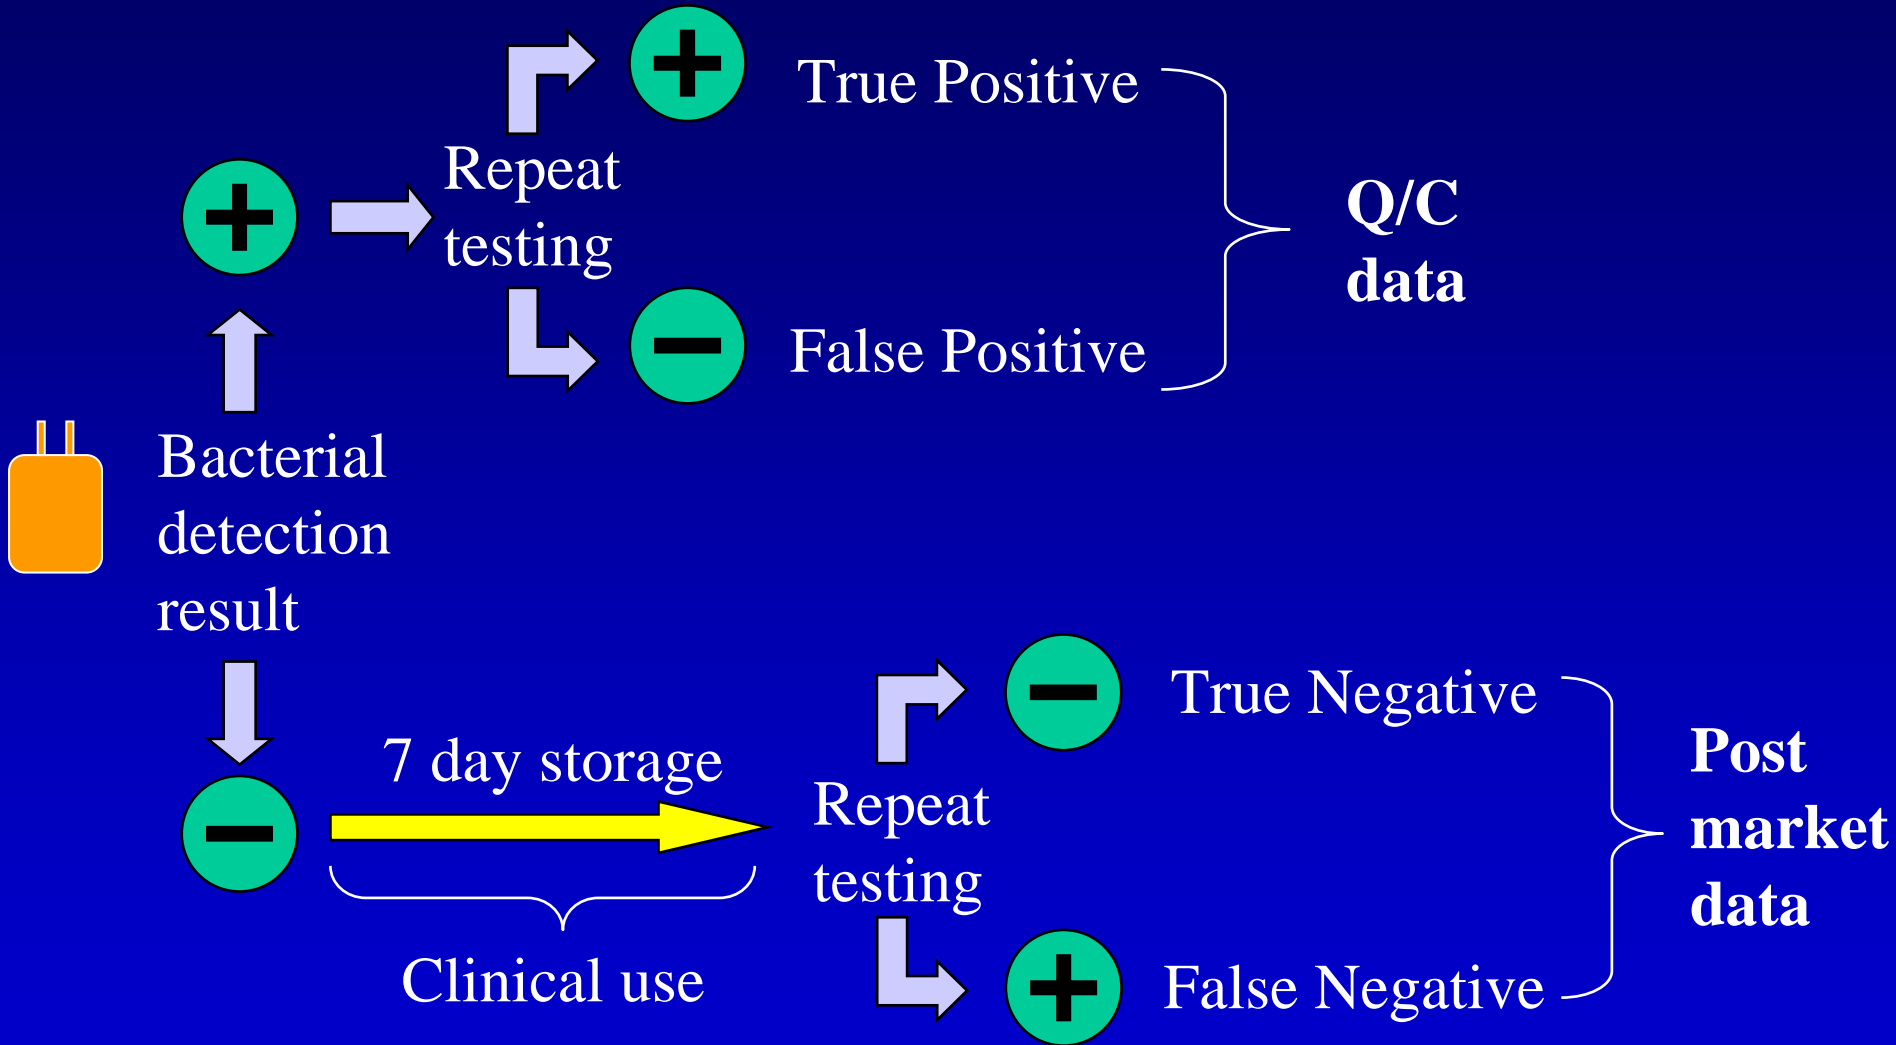 True Positive
Repeat
testing
Q/C
data
False Positive
Bacterial
detection
result
7 day storage
Clinical use
Repeat
testing
True Negative
False Negative
Post
market
data